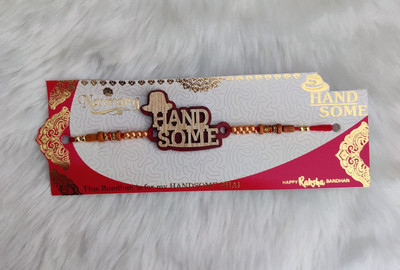 HAND
SOME
HAND
SOME
This Bandhan is for my HANDSOME BHAI
HAPPY Raksha BANDHAN